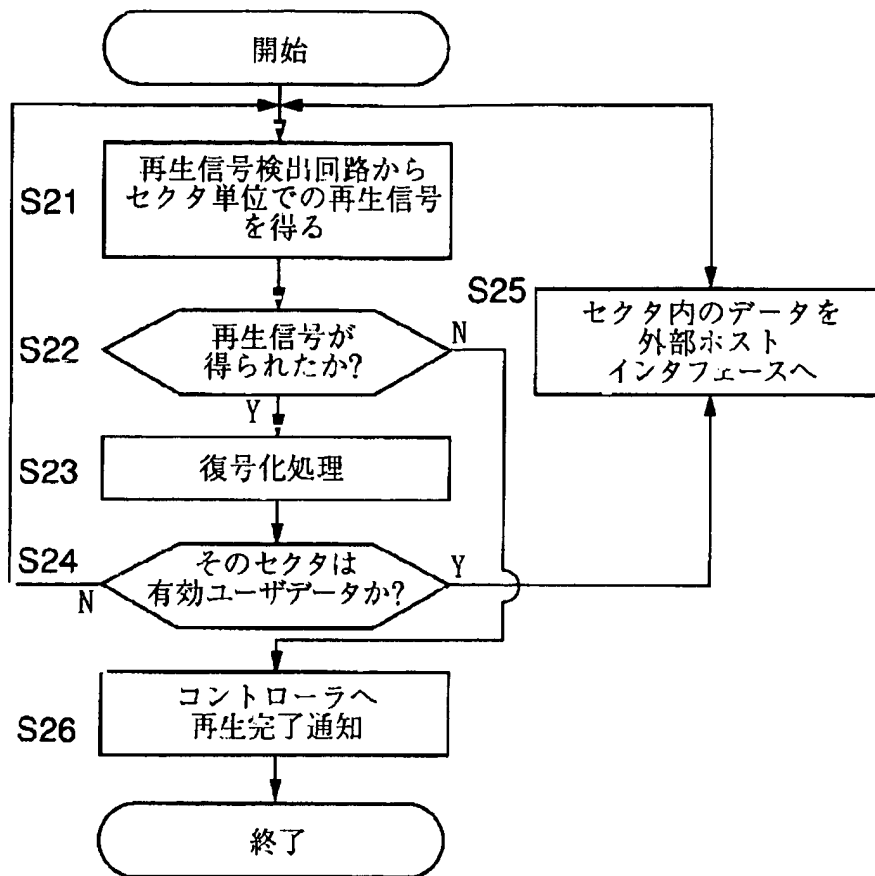 開始
S21
再生信号検出回路から
セクタ単位での再生信号
を得る
S22
再生信号が
得られたか?
N
Y
S23
復号化処理
S24
そのセクタは
有効ユーザデータか?
N
Y
S25
セクタ内のデータを
外部ホスト
インタフェースへ
S26
コントローラへ
再生完了通知
終了